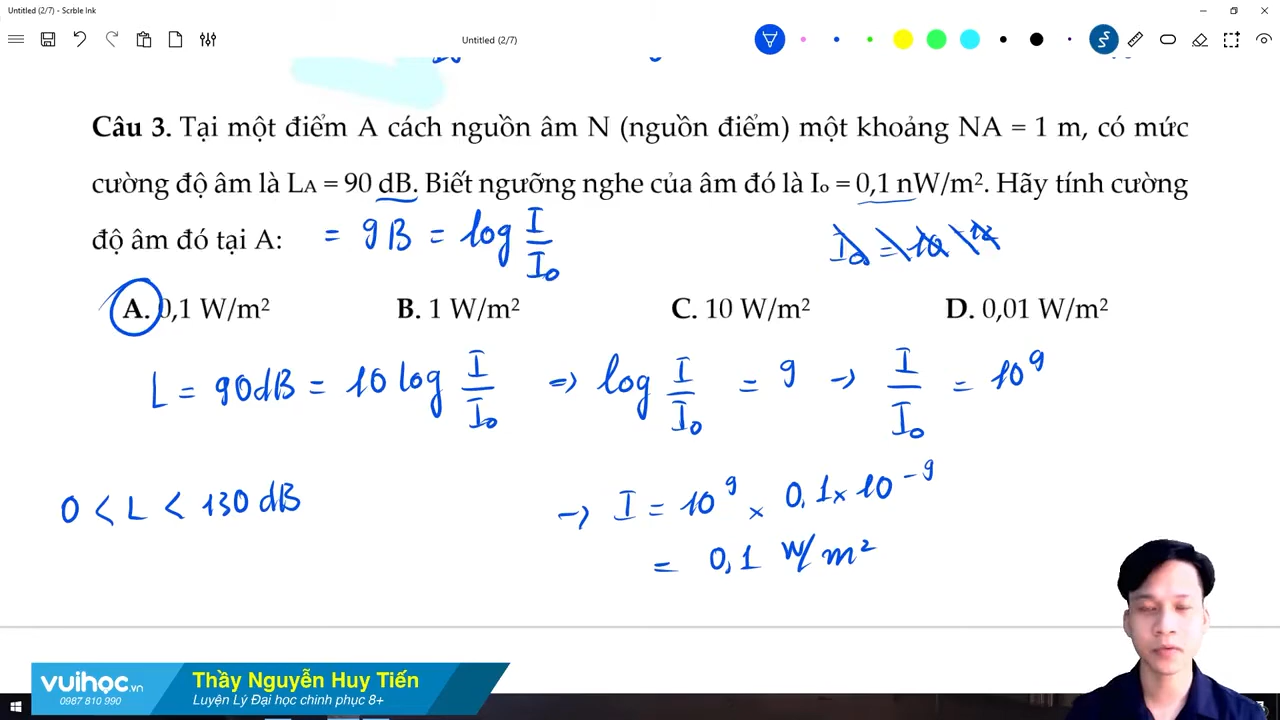 Untitled (2/7) - Scrble Ink
Untitled (2/7)
Câu 3. Tại một điểm A cách nguồn âm N (nguồn điểm) một khoảng NA = 1 m, có mức
cường độ âm là LA = 90 dB. Biết ngưỡng nghe của âm đó là Io = 0,1 nW/m². Hãy tính cường
độ âm đó tại A:
= 9B = log I/I₀
A. 0,1 W/m²
B. 1 W/m²
C. 10 W/m²
D. 0,01 W/m²
L = 90dB = 10 log I/I₀ => log I/I₀ = 9 → I/I₀ = 10⁹
0 < L < 130 dB
→ I = 10⁹ × 0,1 × 10⁻⁹
= 0,1 W/m²
vuihọc.vn
0987 810 990
Thầy Nguyễn Huy Tiến
Luyện Lý Đại học chinh phục 8+